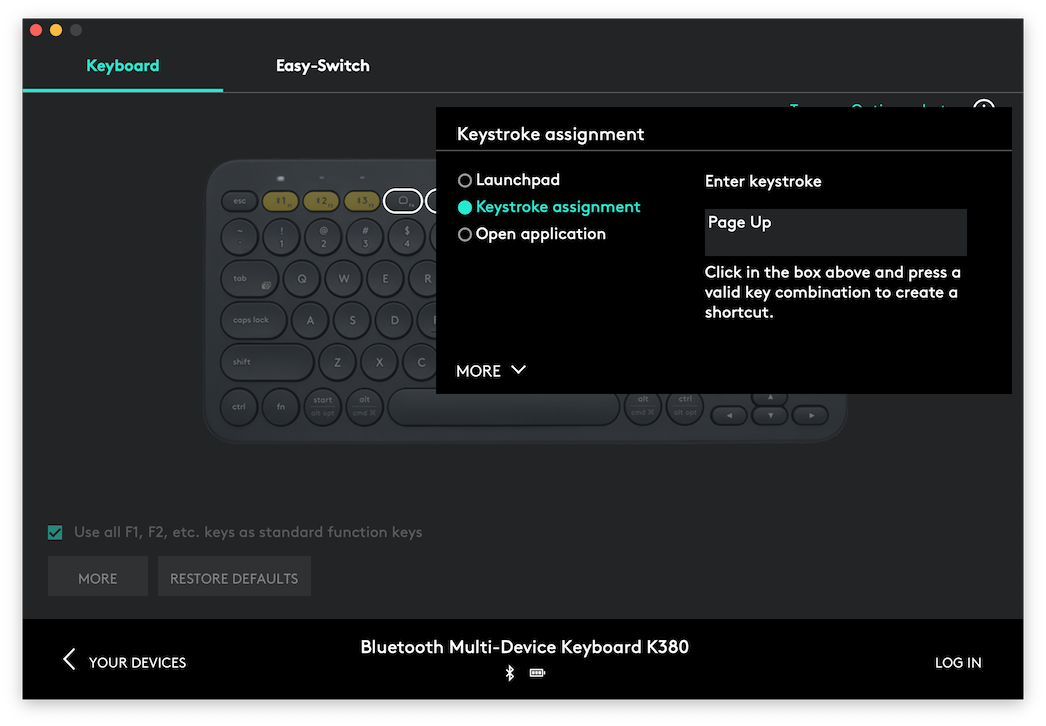 Keyboard
Easy-Switch
Keystroke assignment
Launchpad
Keystroke assignment
Open application
Enter keystroke
Page Up
Click in the box above and press a
valid key combination to create a
shortcut.
MORE
esc 1 2 3
~ ! @ # $
1 2 3 4
tab Q W E R
caps lock A S D
shift Z X C
ctrl fn start alt alt ctrl
alt opt cmd ⌘ cmd ⌘ alt opt
Use all F1, F2, etc. keys as standard function keys
MORE
RESTORE DEFAULTS
YOUR DEVICES
Bluetooth Multi-Device Keyboard K380
LOG IN